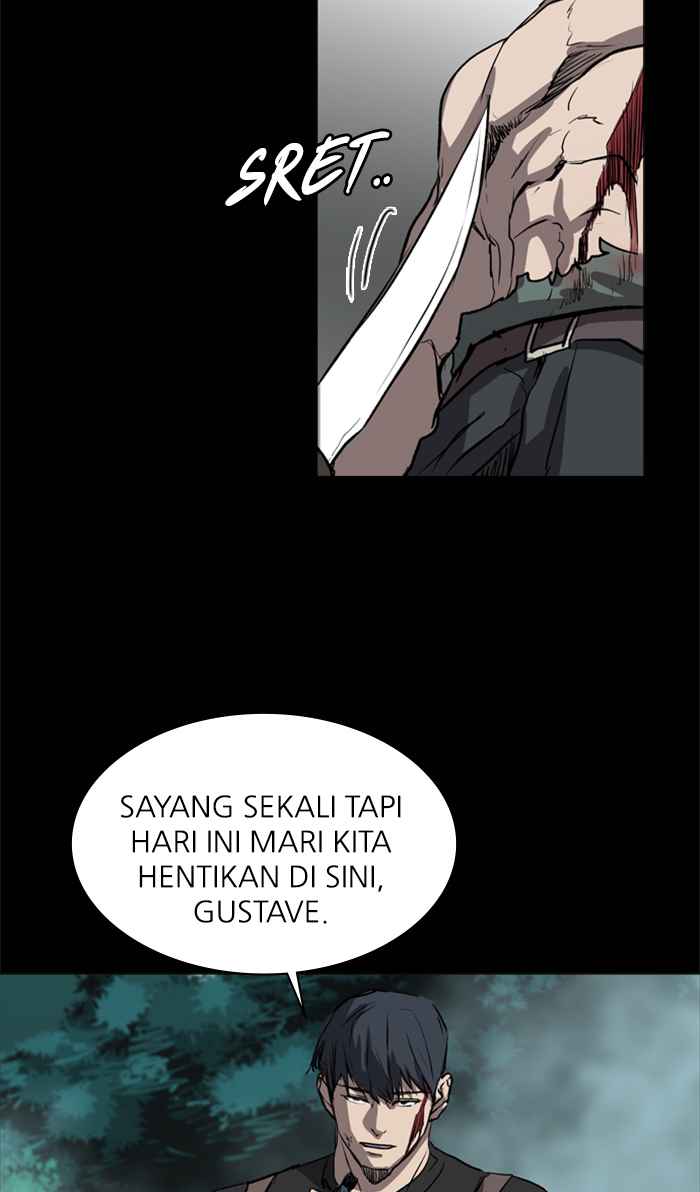 SRET..
SAYANG SEKALI TAPI
HARI INI MARI KITA
HENTIKAN DI SINI,
GUSTAVE.